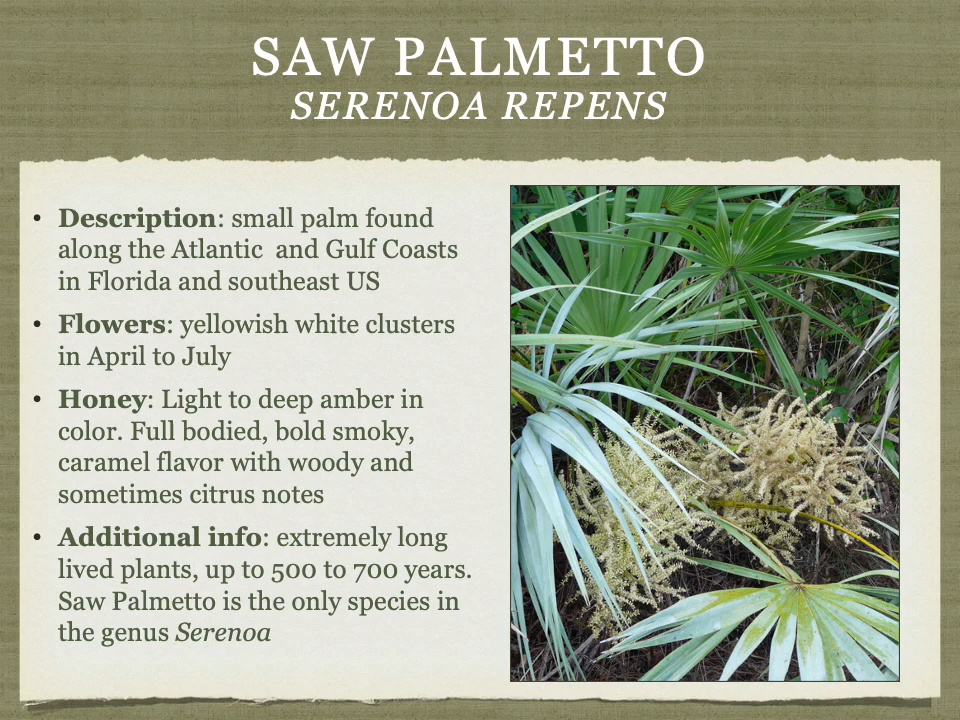 SAW PALMETTO
SERENOA REPENS
• Description: small palm found
along the Atlantic  and Gulf Coasts
in Florida and southeast US
• Flowers: yellowish white clusters
in April to July
• Honey: Light to deep amber in
color. Full bodied, bold smoky,
caramel flavor with woody and
sometimes citrus notes
• Additional info: extremely long
lived plants, up to 500 to 700 years.
Saw Palmetto is the only species in
the genus Serenoa